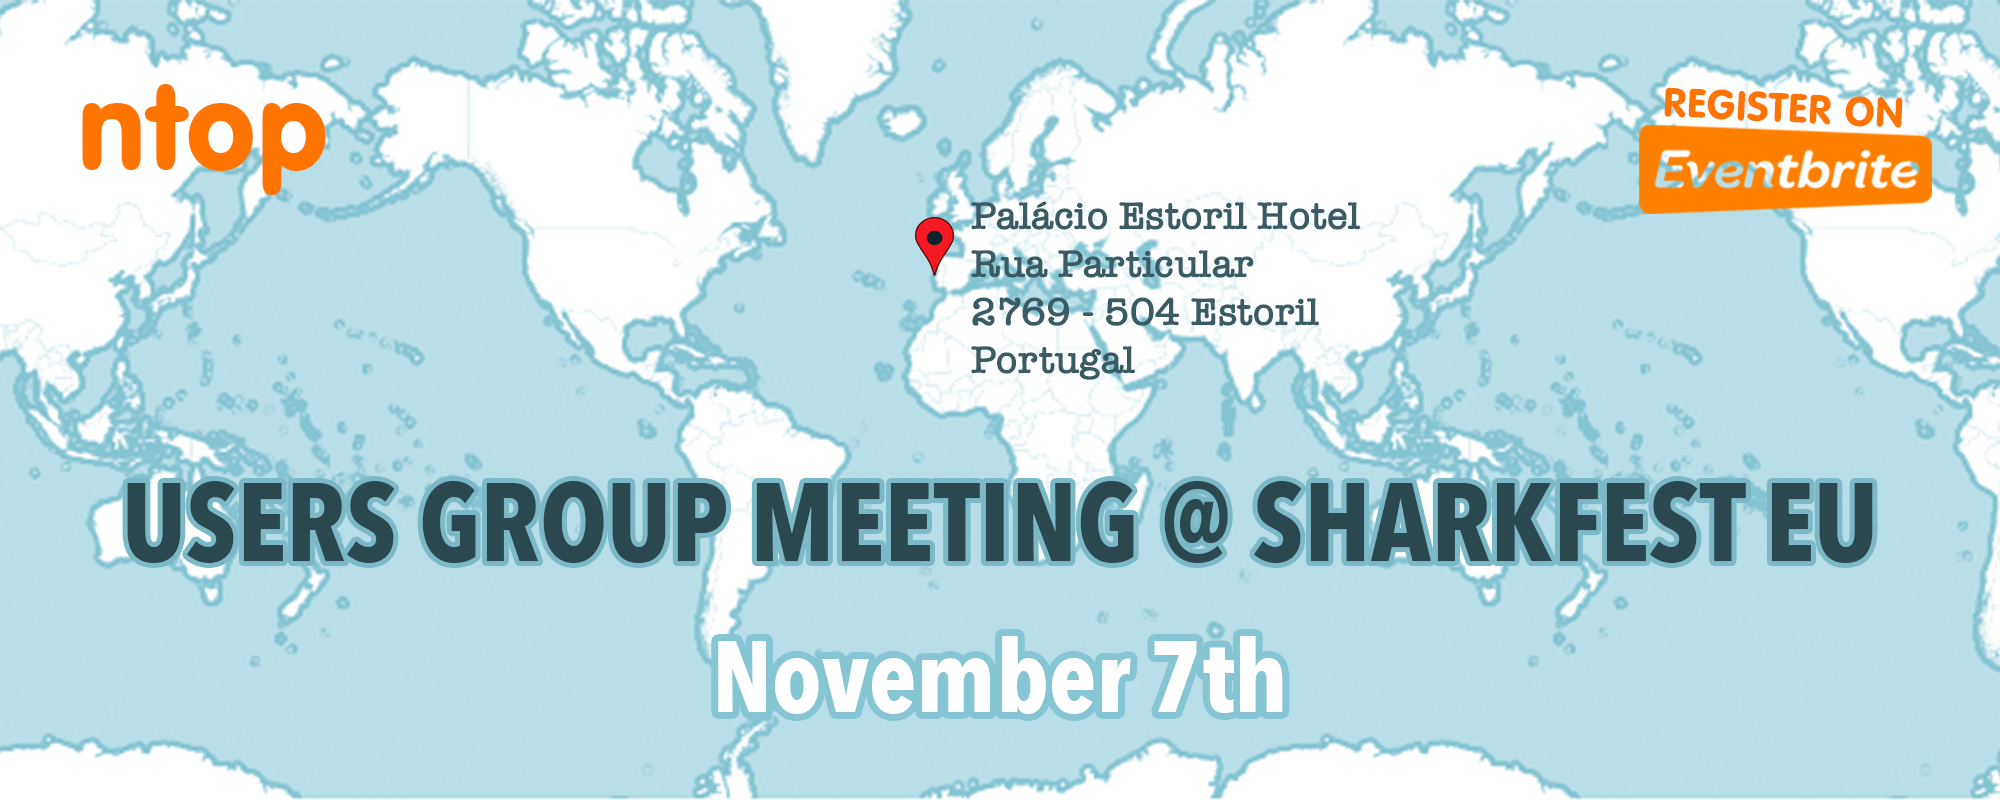 ntop
REGISTER ON
Eventbrite
Palácio Estoril Hotel
Rua Particular
2769 - 504 Estoril
Portugal
USERS GROUP MEETING @ SHARKFEST EU
November 7th